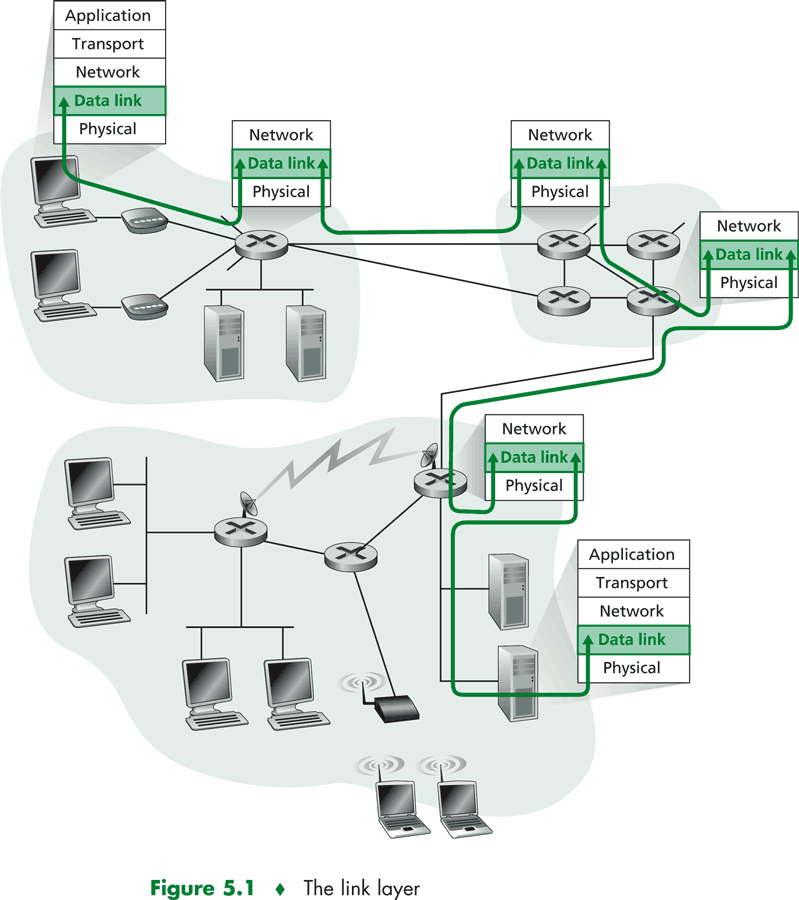 Application
Transport
Network
Data link
Physical
Network
Data link
Physical
Network
Data link
Physical
Network
Data link
Physical
Network
Data link
Physical
Application
Transport
Network
Data link
Physical
Figure 5.1 ♦ The link layer